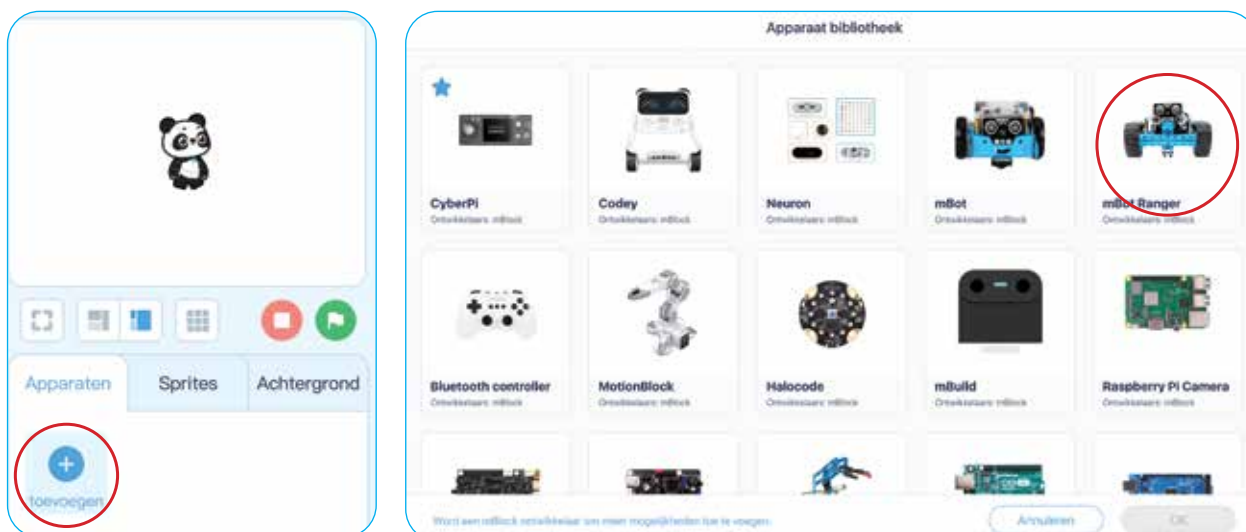 Apparaten
Sprites
Achtergrond
toevoegen
Apparaat bibliotheek
CyberPi
Ontwikkelaars: mBlock
Codey
Ontwikkelaars: mBlock
Neuron
Ontwikkelaars: mBlock
mBot
Ontwikkelaars: mBlock
mBot Ranger
Ontwikkelaars: mBlock
Bluetooth controller
Ontwikkelaars: mBlock
MotionBlock
Ontwikkelaars: mBlock
Halocode
Ontwikkelaars: mBlock
mBuild
Ontwikkelaars: mBlock
Raspberry Pi Camera
Ontwikkelaars: mBlock
Word een mBlock ontwikkelaar om meer mogelijkheden toe te voegen.
Annuleren
OK